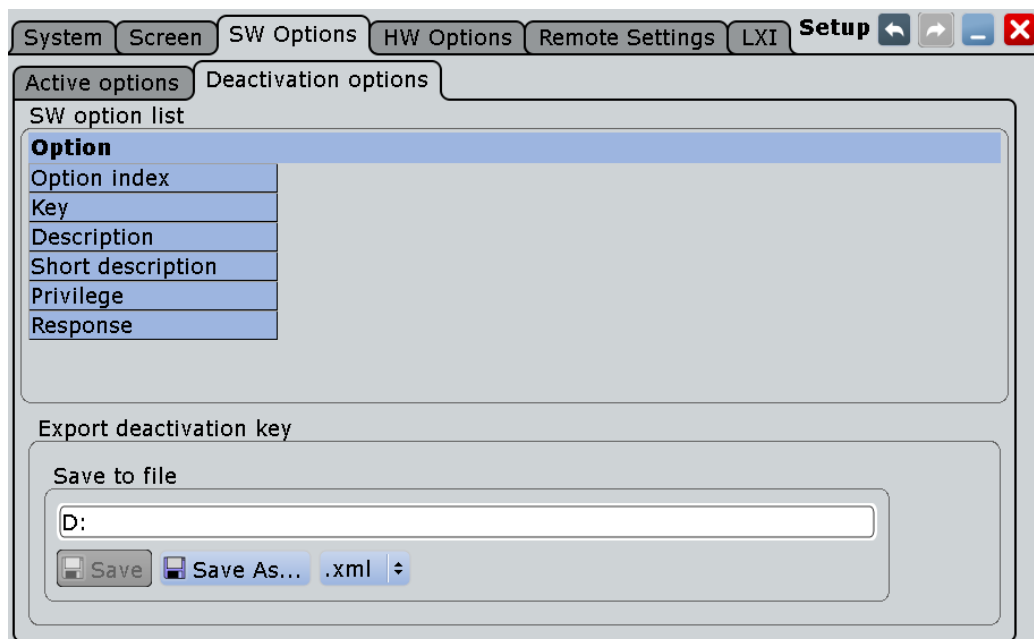 System Screen SW Options HW Options Remote Settings LXI Setup
Active options Deactivation options
SW option list
Option
Option index
Key
Description
Short description
Privilege
Response
Export deactivation key
Save to file
D:
Save Save As... .xml